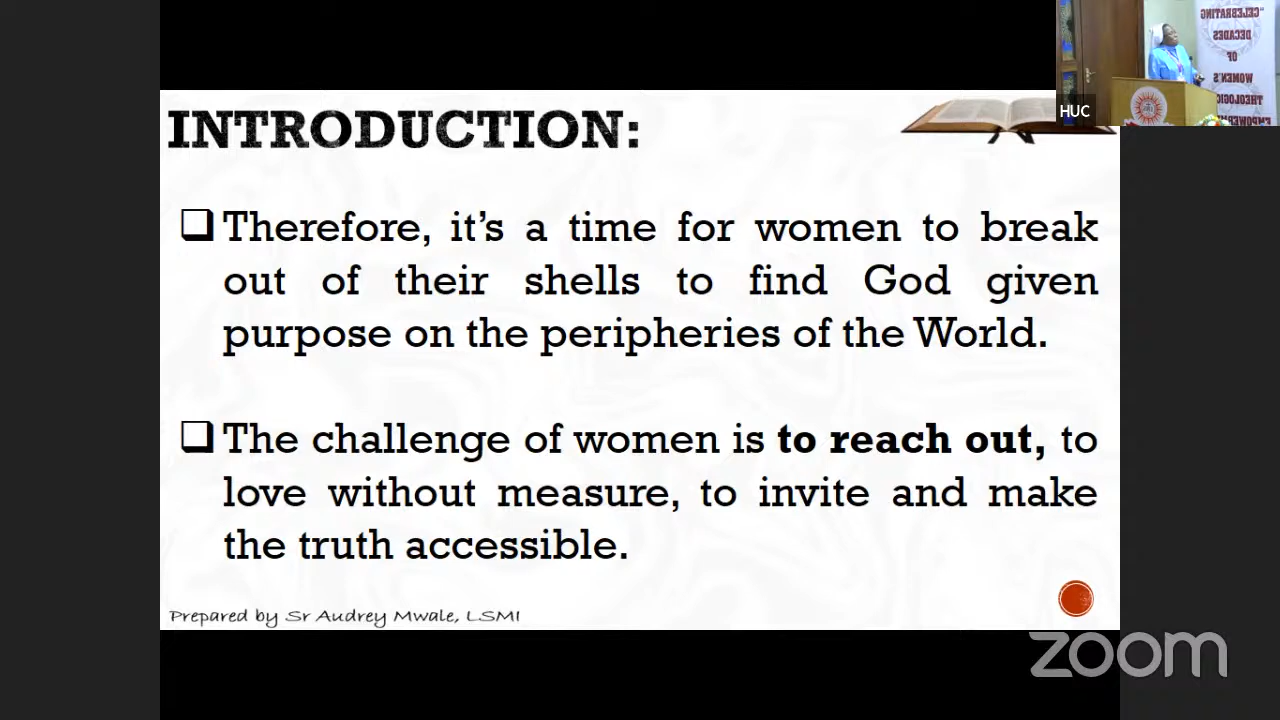 INTRODUCTION:
❑ Therefore, it's a time for women to break
out of their shells to find God given
purpose on the peripheries of the World.
❑ The challenge of women is to reach out, to
love without measure, to invite and make
the truth accessible.
Prepared by Sr Audrey Mwale, LSMI
HUC
"CELEBRATING
DECADES
OF
WOMEN'S
zoom